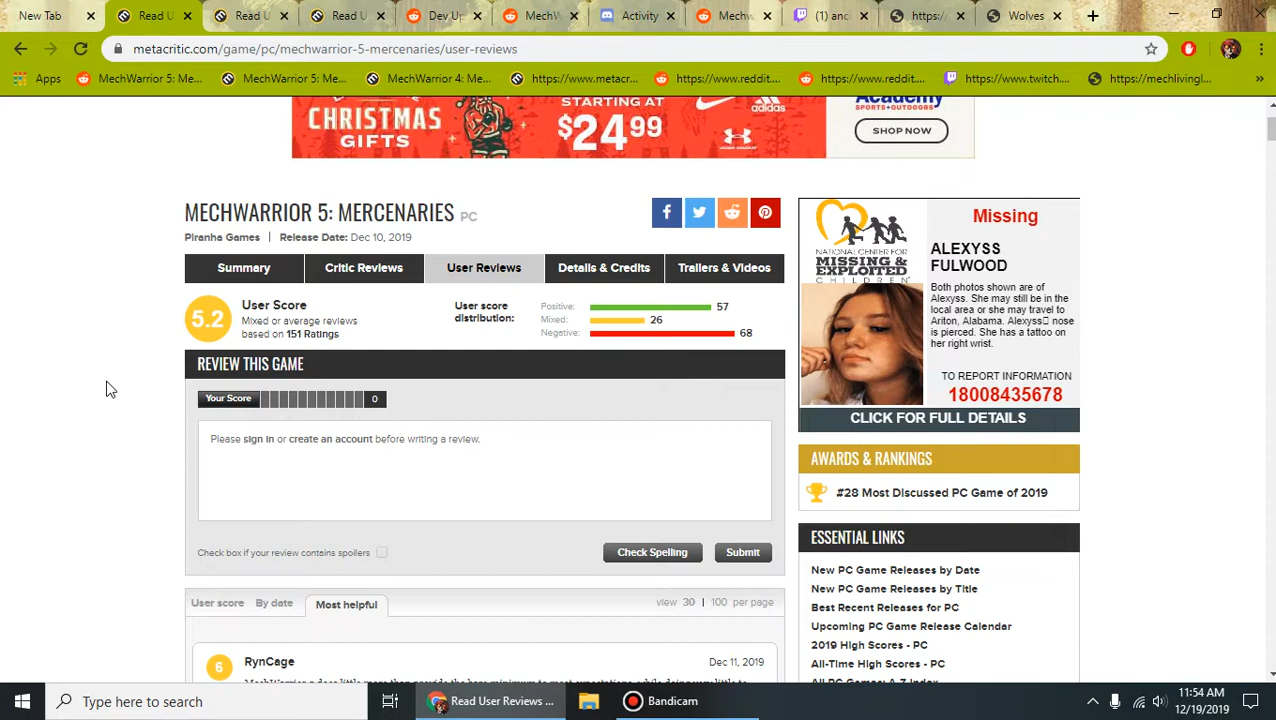 New Tab
Read U
Read U
Read U
Dev Up
MechW
Activity
Mechw
(1) anc
https:/
Wolves
metacritic.com/game/pc/mechwarrior-5-mercenaries/user-reviews
Apps
MechWarrior 5: Me...
MechWarrior 5: Me...
MechWarrior 4: Me...
https://www.metacr...
https://www.reddit....
https://www.reddit....
https://www.twitch....
https://mechlivingl...
CHRISTMAS
GIFTS
STARTING AT
$24.99
adidas
Academy
SPORTS+OUTDOORS
SHOP NOW
MECHWARRIOR 5: MERCENARIES PC
Piranha Games | Release Date: Dec 10, 2019
Summary
Critic Reviews
User Reviews
Details & Credits
Trailers & Videos
5.2
User Score
Mixed or average reviews
based on 151 Ratings
User score
distribution:
Positive: 57
Mixed: 26
Negative: 68
REVIEW THIS GAME
Your Score 0
Please sign in or create an account before writing a review.
Check box if your review contains spoilers
Check Spelling
Submit
User score
By date
Most helpful
view 30 | 100 per page
6
RynCage
Dec 11, 2019
NATIONAL CENTER FOR
MISSING &
EXPLOITED
CHILDREN
Missing
ALEXYSS
FULWOOD
Both photos shown are of
Alexyss. She may still be in the
local area or she may travel to
Ariton, Alabama. Alexyss nose
is pierced. She has a tattoo on
her right wrist.
TO REPORT INFORMATION
18008435678
CLICK FOR FULL DETAILS
AWARDS & RANKINGS
#28 Most Discussed PC Game of 2019
ESSENTIAL LINKS
New PC Game Releases by Date
New PC Game Releases by Title
Best Recent Releases for PC
Upcoming PC Game Release Calendar
2019 High Scores - PC
All-Time High Scores - PC
All PC Games: A-Z Index
Type here to search
Read User Reviews ...
Bandicam
11:54 AM
12/19/2019